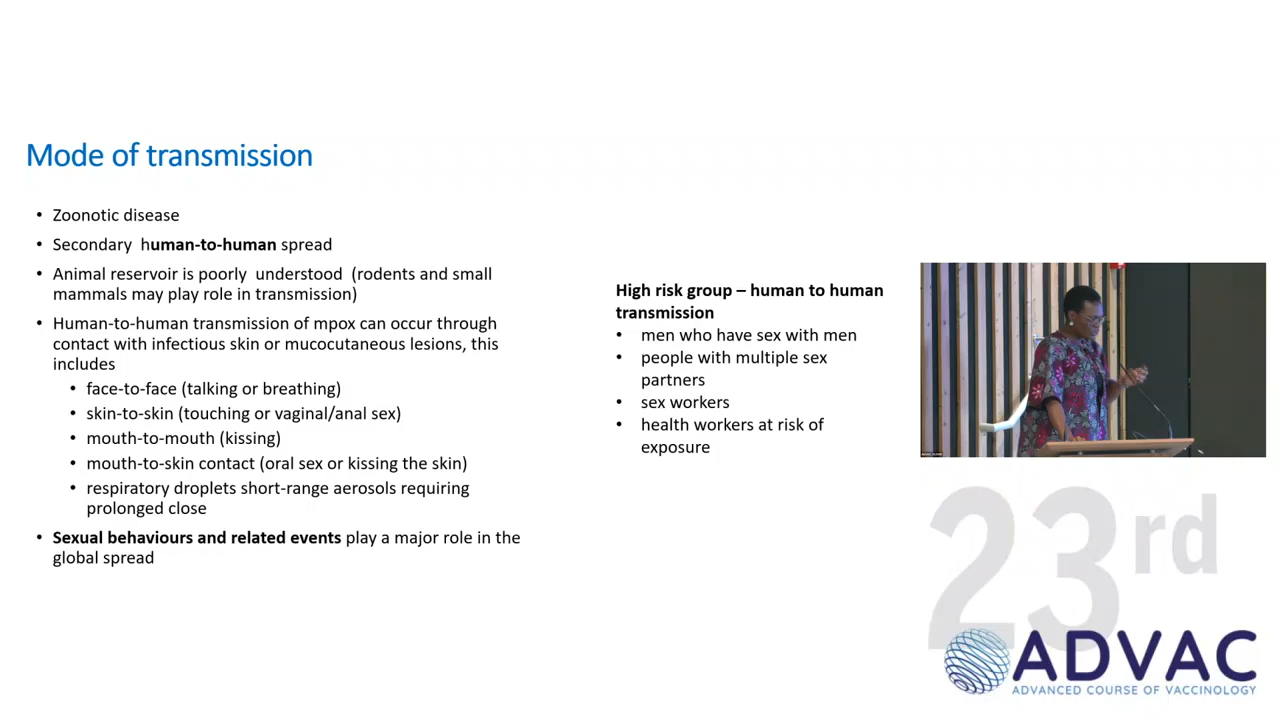 Mode of transmission
• Zoonotic disease
• Secondary human-to-human spread
• Animal reservoir is poorly understood (rodents and small
mammals may play role in transmission)
• Human-to-human transmission of mpox can occur through
contact with infectious skin or mucocutaneous lesions, this
includes
• face-to-face (talking or breathing)
• skin-to-skin (touching or vaginal/anal sex)
• mouth-to-mouth (kissing)
• mouth-to-skin contact (oral sex or kissing the skin)
• respiratory droplets short-range aerosols requiring
prolonged close
• Sexual behaviours and related events play a major role in the
global spread
High risk group – human to human
transmission
• men who have sex with men
• people with multiple sex
partners
• sex workers
• health workers at risk of
exposure
23rd
ADVAC
ADVANCED COURSE OF VACCINOLOGY